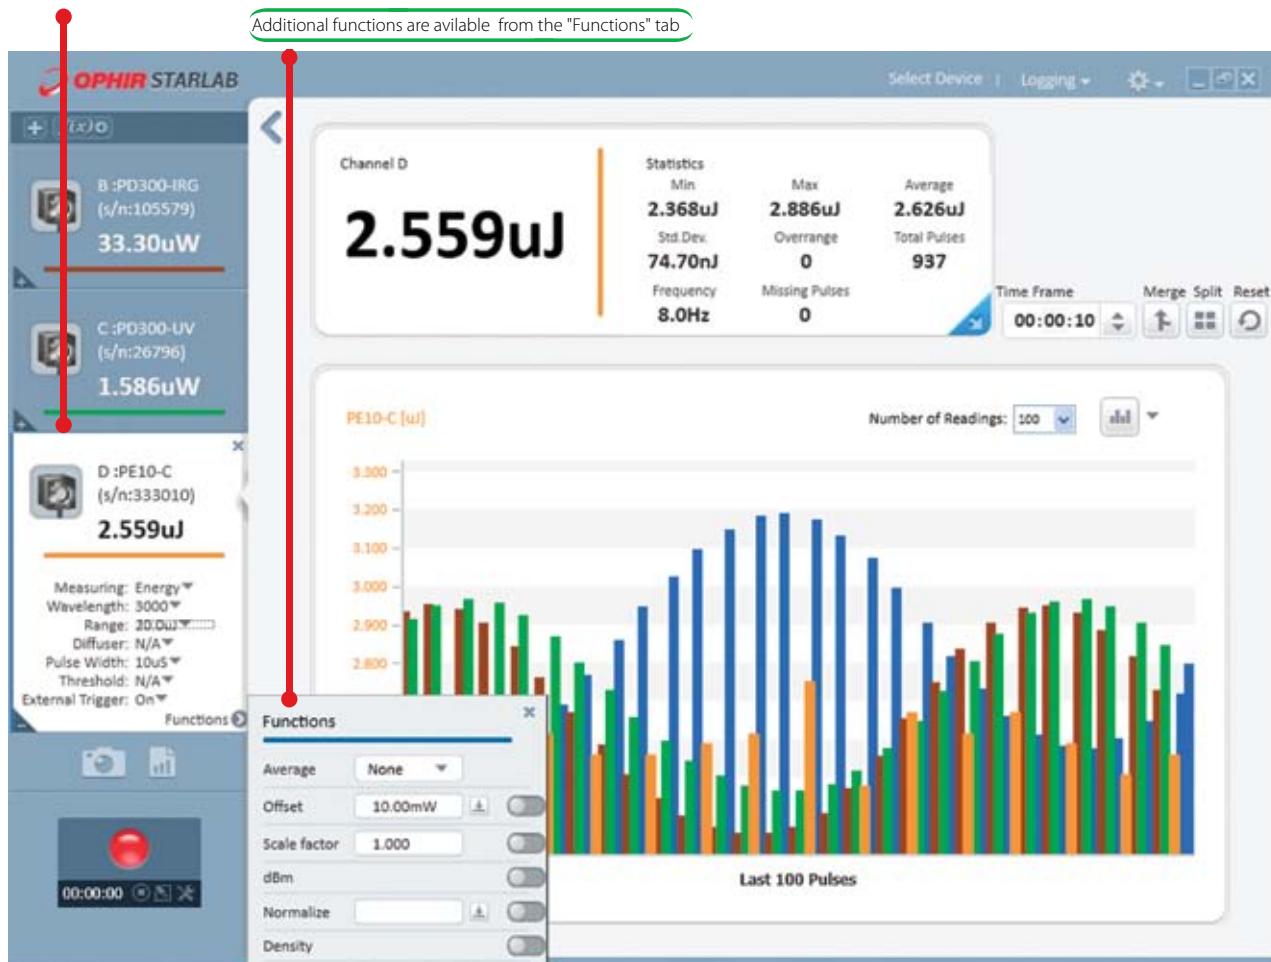 Additional functions are avilable from the "Functions" tab
OPHIR STARLAB
Select Device | Logging
f(x)
B :PD300-IRG
(s/n:105579)
33.30uW
C :PD300-UV
(s/n:26796)
1.586uW
D :PE10-C
(s/n:333010)
2.559uJ
Measuring: Energy
Wavelength: 3000
Range: 20.0uJ
Diffuser: N/A
Pulse Width: 10uS
Threshold: N/A
External Trigger: On
Functions
00:00:00
Channel D
2.559uJ
Statistics
Min Max Average
2.368uJ 2.886uJ 2.626uJ
Std.Dev. Overrange Total Pulses
74.70nJ 0 937
Frequency Missing Pulses
8.0Hz 0
Time Frame Merge Split Reset
00:00:10
PE10-C [uJ]
Number of Readings: 100
3.300
3.200
3.100
3.000
2.900
2.800
Last 100 Pulses
Functions
Average None
Offset 10.00mW
Scale factor 1.000
dBm
Normalize
Density